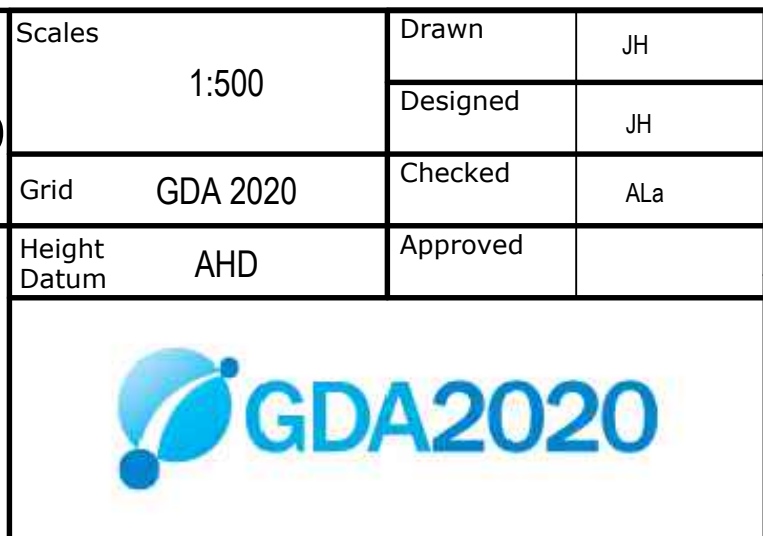 Scales
1:500
Drawn JH
Designed JH
Grid GDA 2020
Checked ALa
Height Datum AHD
Approved
GDA2020